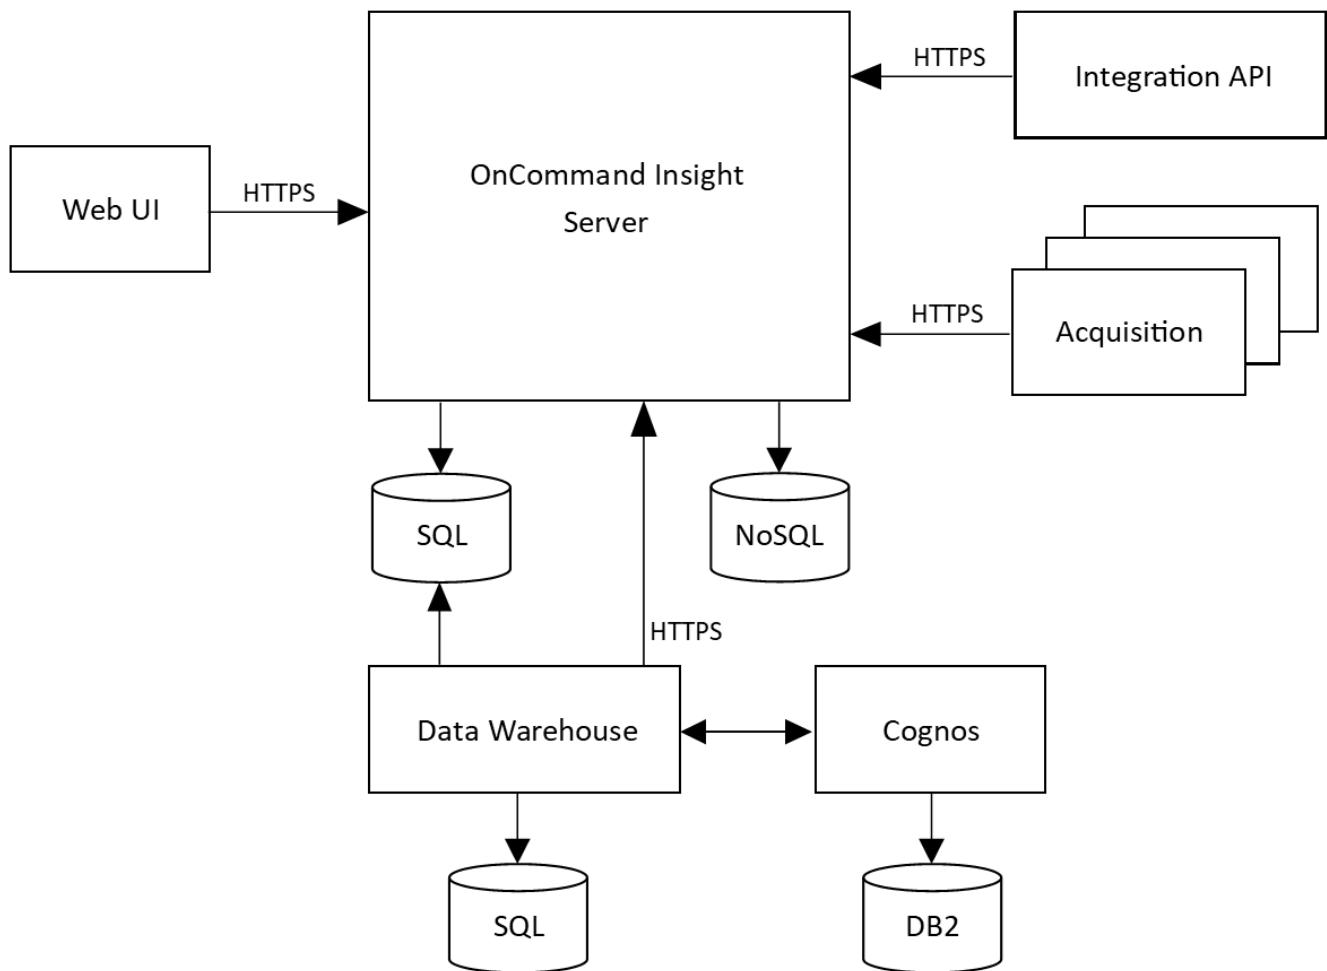 HTTPS
Integration API
OnCommand Insight
Server
HTTPS
Web UI
HTTPS
Acquisition
SQL
NoSQL
HTTPS
Data Warehouse
Cognos
SQL
DB2